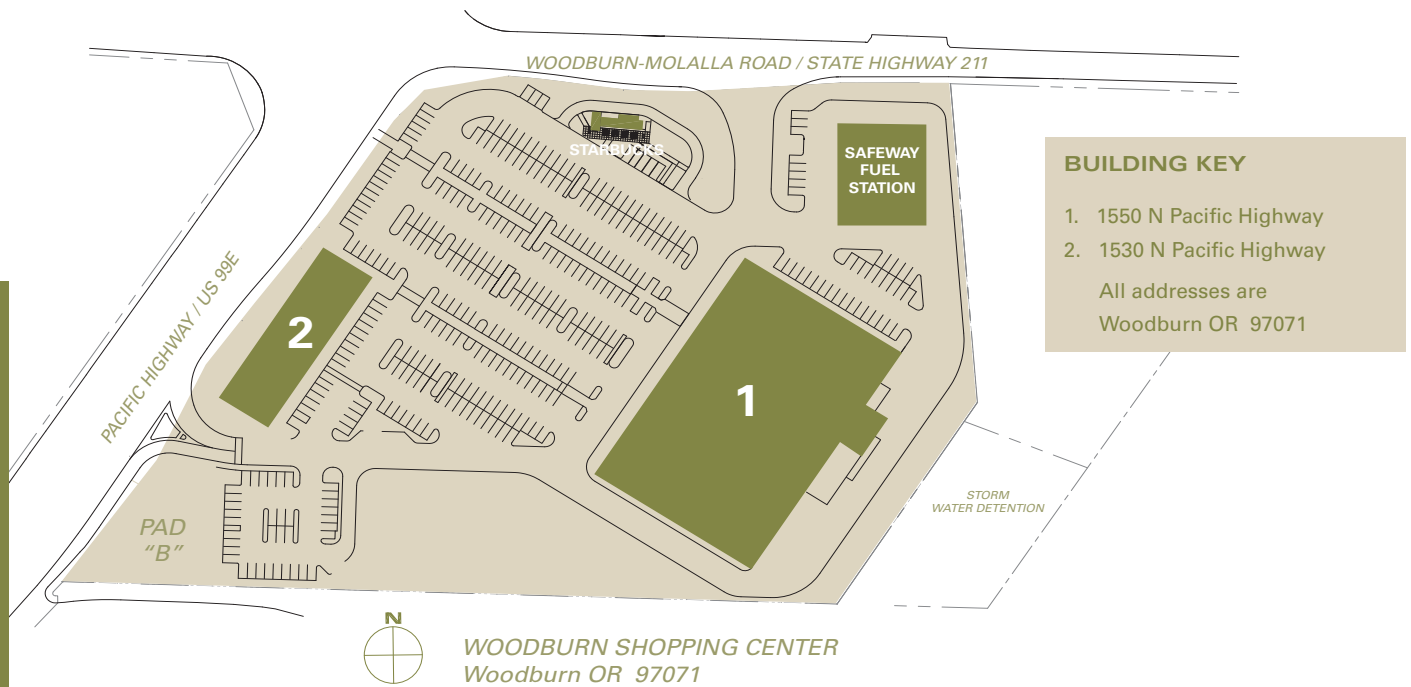 WOODBURN-MOLALLA ROAD / STATE HIGHWAY 211
STARBUCKS
SAFEWAY
FUEL
STATION
BUILDING KEY
1. 1550 N Pacific Highway
2. 1530 N Pacific Highway
All addresses are
Woodburn OR 97071
PACIFIC HIGHWAY / US 99E
2
1
STORM
WATER DETENTION
PAD
“B”
N
WOODBURN SHOPPING CENTER
Woodburn OR 97071